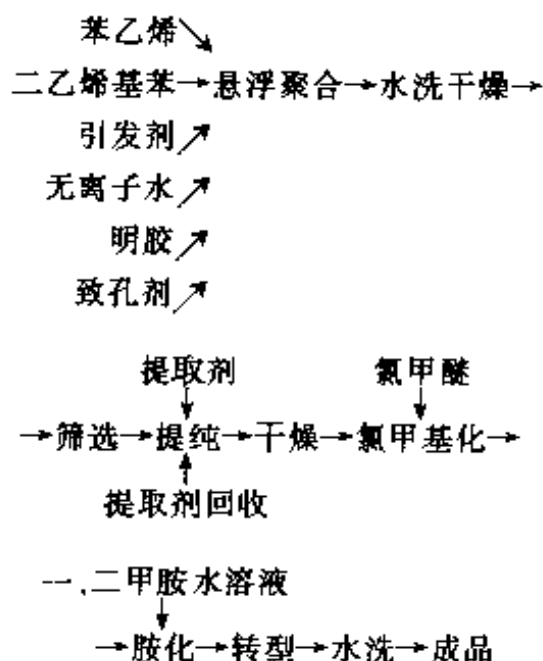 苯乙烯↘
二乙烯基苯→悬浮聚合→水洗干燥→
引发剂↗
无离子水↗
明胶↗
致孔剂↗
提取剂 氯甲醚
↓ ↓
→筛选→提纯→干燥→氯甲基化→
↑
提取剂回收
一、二甲胺水溶液
↓
→胺化→转型→水洗→成品